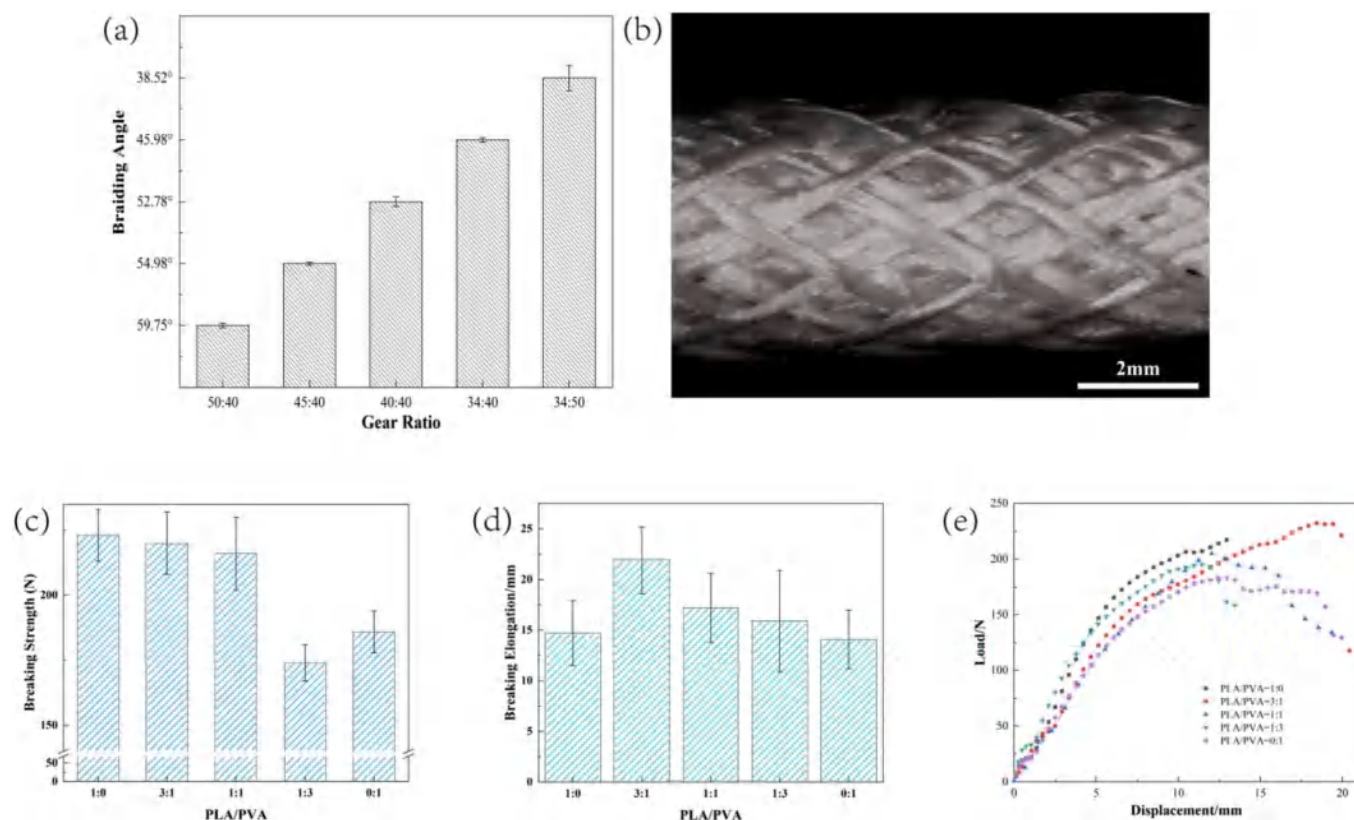 (a)
Braiding Angle
38.52°
45.98°
52.78°
54.98°
59.75°
50:40 45:40 40:40 34:40 34:50
Gear Ratio
(b)
2mm
(c)
Breaking Strength (N)
200
150
50
0
1:0 3:1 1:1 1:3 0:1
PLA/PVA
(d)
Breaking Elongation/mm
25
20
15
10
5
0
1:0 3:1 1:1 1:3 0:1
PLA/PVA
(e)
Load/N
250
200
150
100
50
0
PLA/PVA=1:0
PLA/PVA=3:1
PLA/PVA=1:1
PLA/PVA=1:3
PLA/PVA=0:1
0 5 10 15 20
Displacement/mm